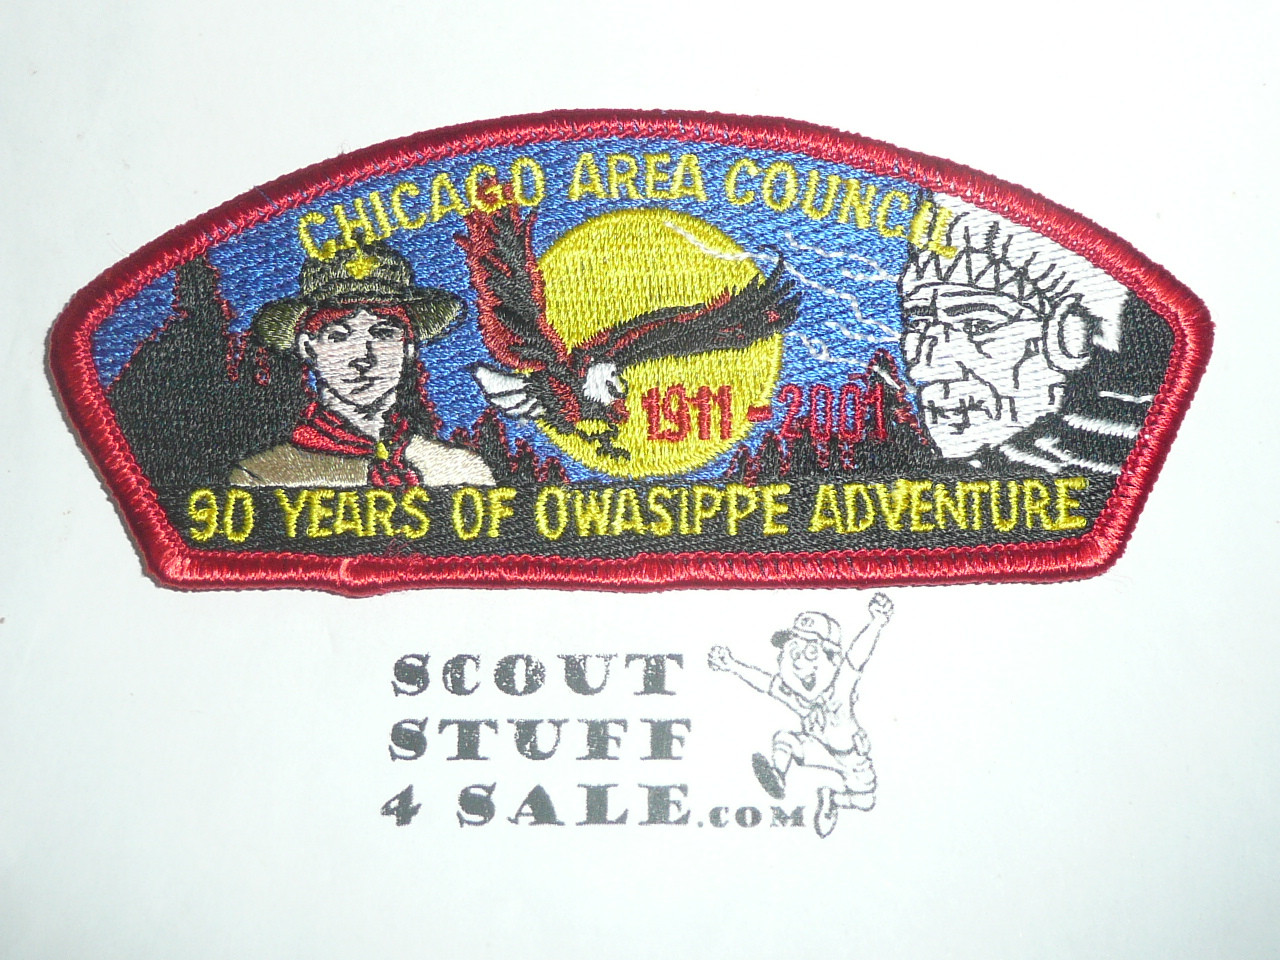 CHICAGO AREA COUNCIL
1911-2001
90 YEARS OF OWASIPPE ADVENTURE
SCOUT
STUFF
4 SALE.COM